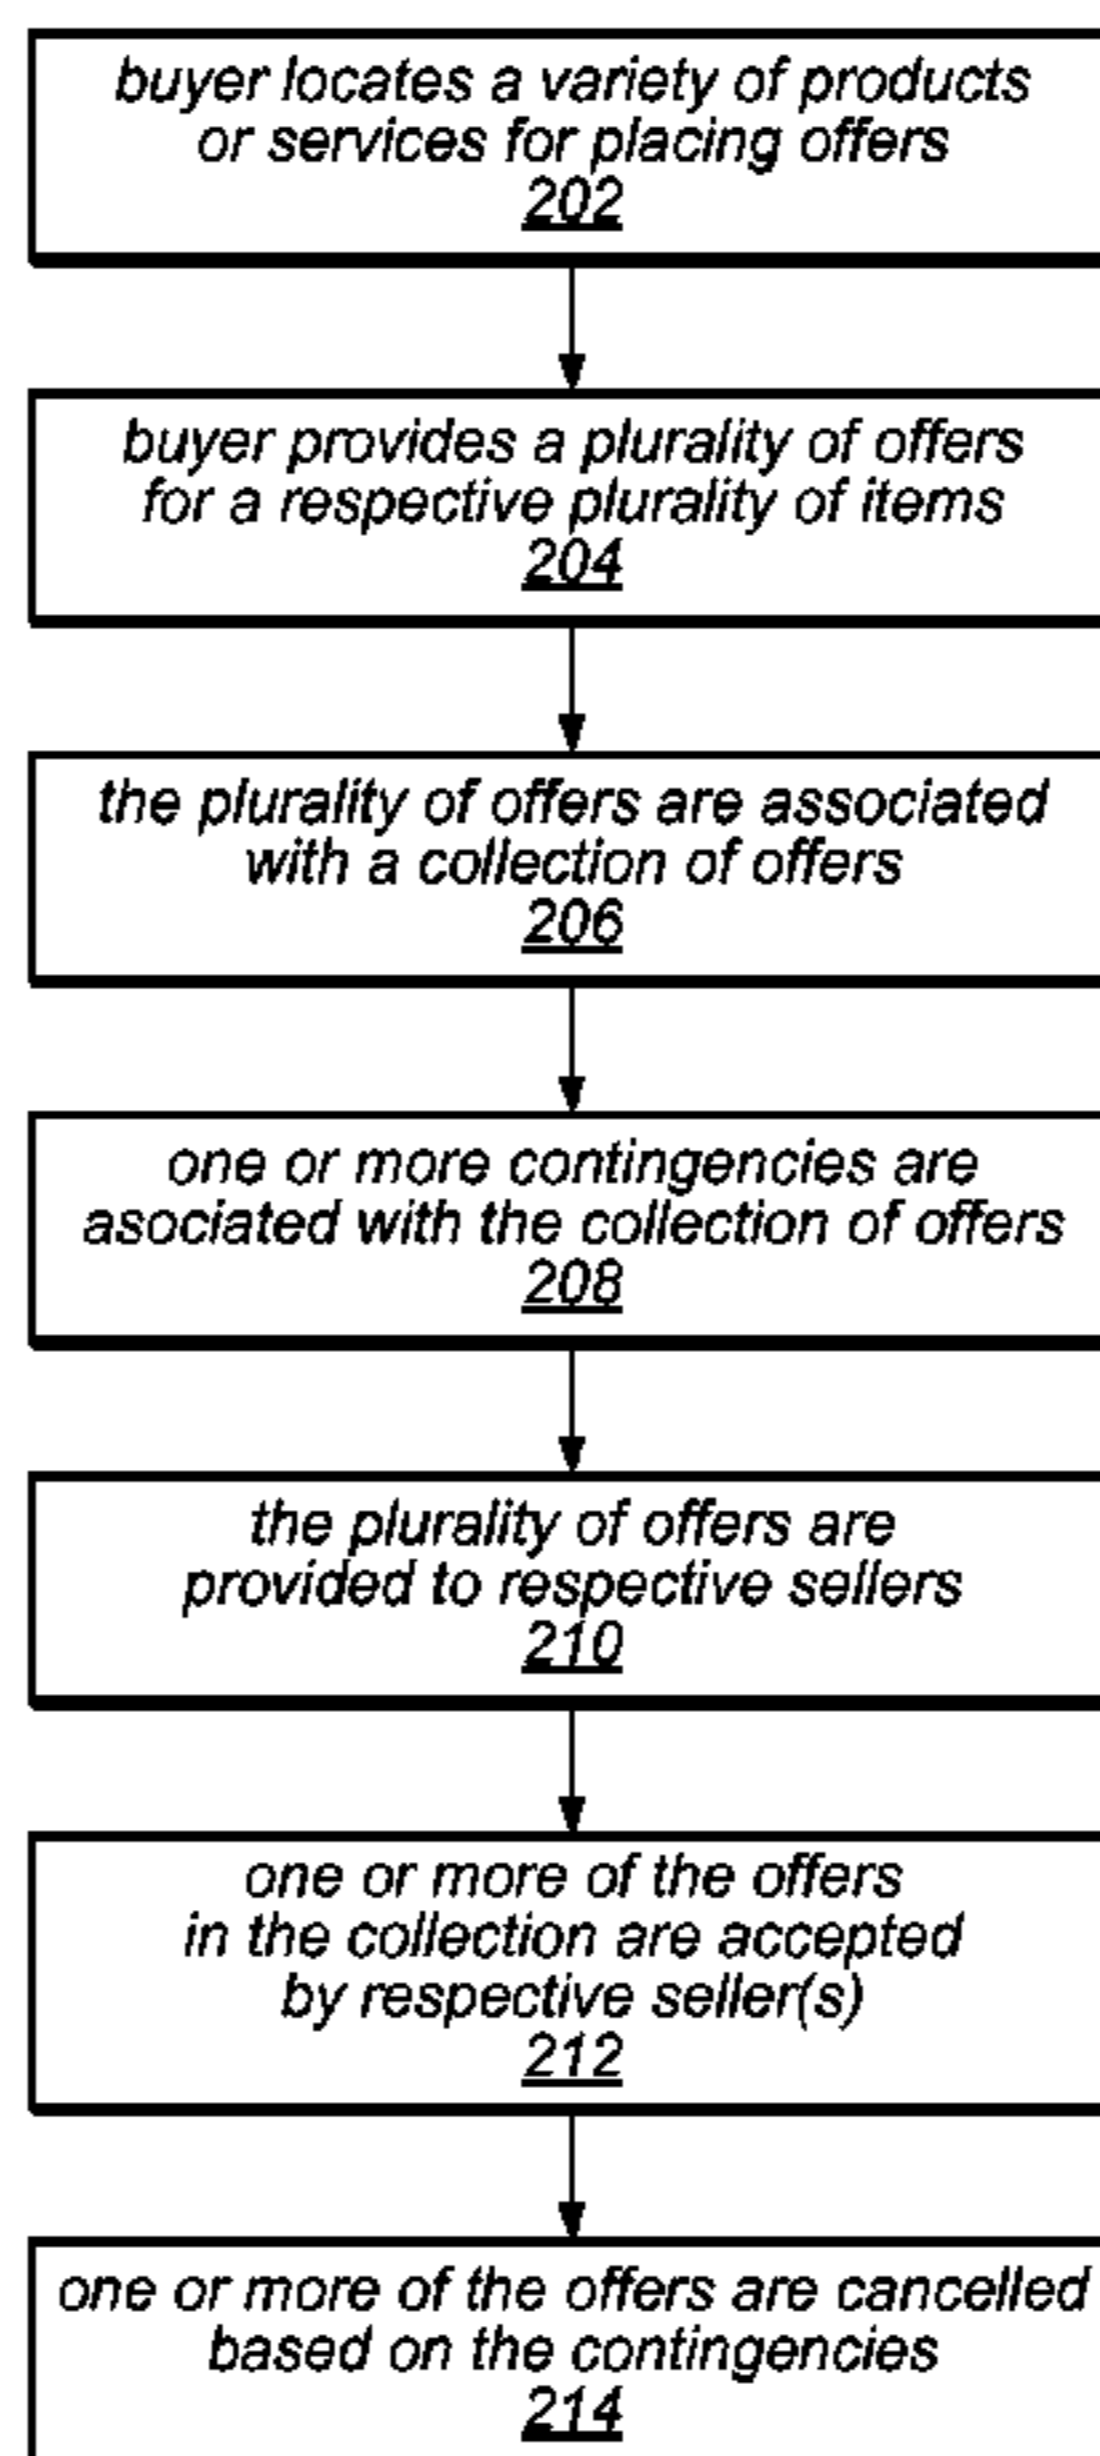 buyer locates a variety of products
or services for placing offers
202
buyer provides a plurality of offers
for a respective plurality of items
204
the plurality of offers are associated
with a collection of offers
206
one or more contingencies are
asociated with the collection of offers
208
the plurality of offers are
provided to respective sellers
210
one or more of the offers
in the collection are accepted
by respective seller(s)
212
one or more of the offers are cancelled
based on the contingencies
214